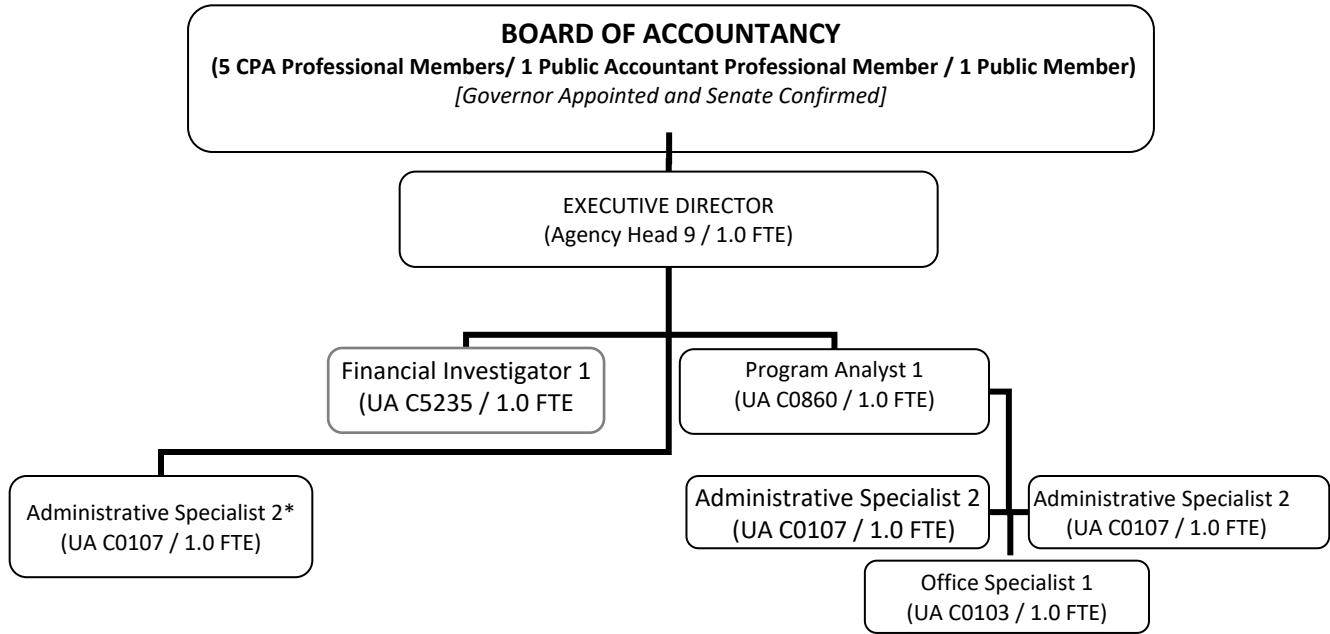 BOARD OF ACCOUNTANCY
(5 CPA Professional Members/ 1 Public Accountant Professional Member / 1 Public Member)
[Governor Appointed and Senate Confirmed]
EXECUTIVE DIRECTOR
(Agency Head 9 / 1.0 FTE)
Financial Investigator 1
(UA C5235 / 1.0 FTE
Program Analyst 1
(UA C0860 / 1.0 FTE)
Administrative Specialist 2*
(UA C0107 / 1.0 FTE)
Administrative Specialist 2
(UA C0107 / 1.0 FTE)
Administrative Specialist 2
(UA C0107 / 1.0 FTE)
Office Specialist 1
(UA C0103 / 1.0 FTE)